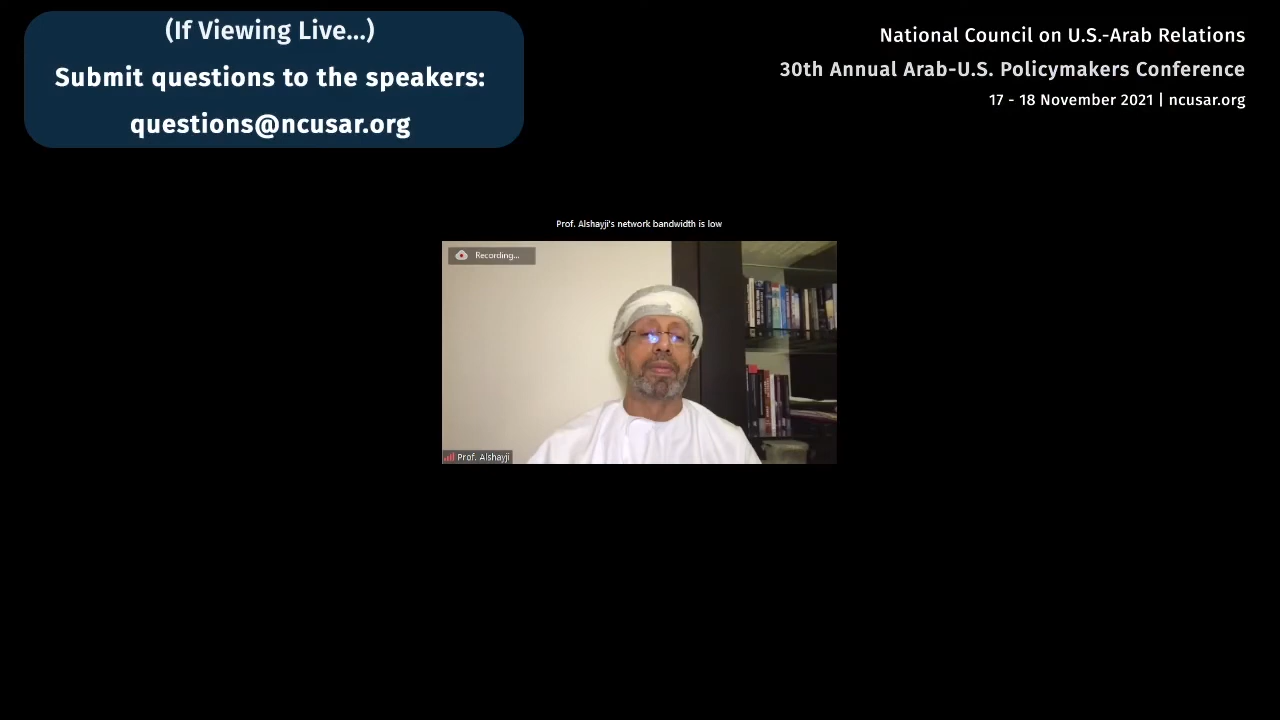 (If Viewing Live...)
Submit questions to the speakers:
questions@ncusar.org
National Council on U.S.-Arab Relations
30th Annual Arab-U.S. Policymakers Conference
17 - 18 November 2021 | ncusar.org
Prof. Alshayji's network bandwidth is low
Recording...
Prof. Alshayji